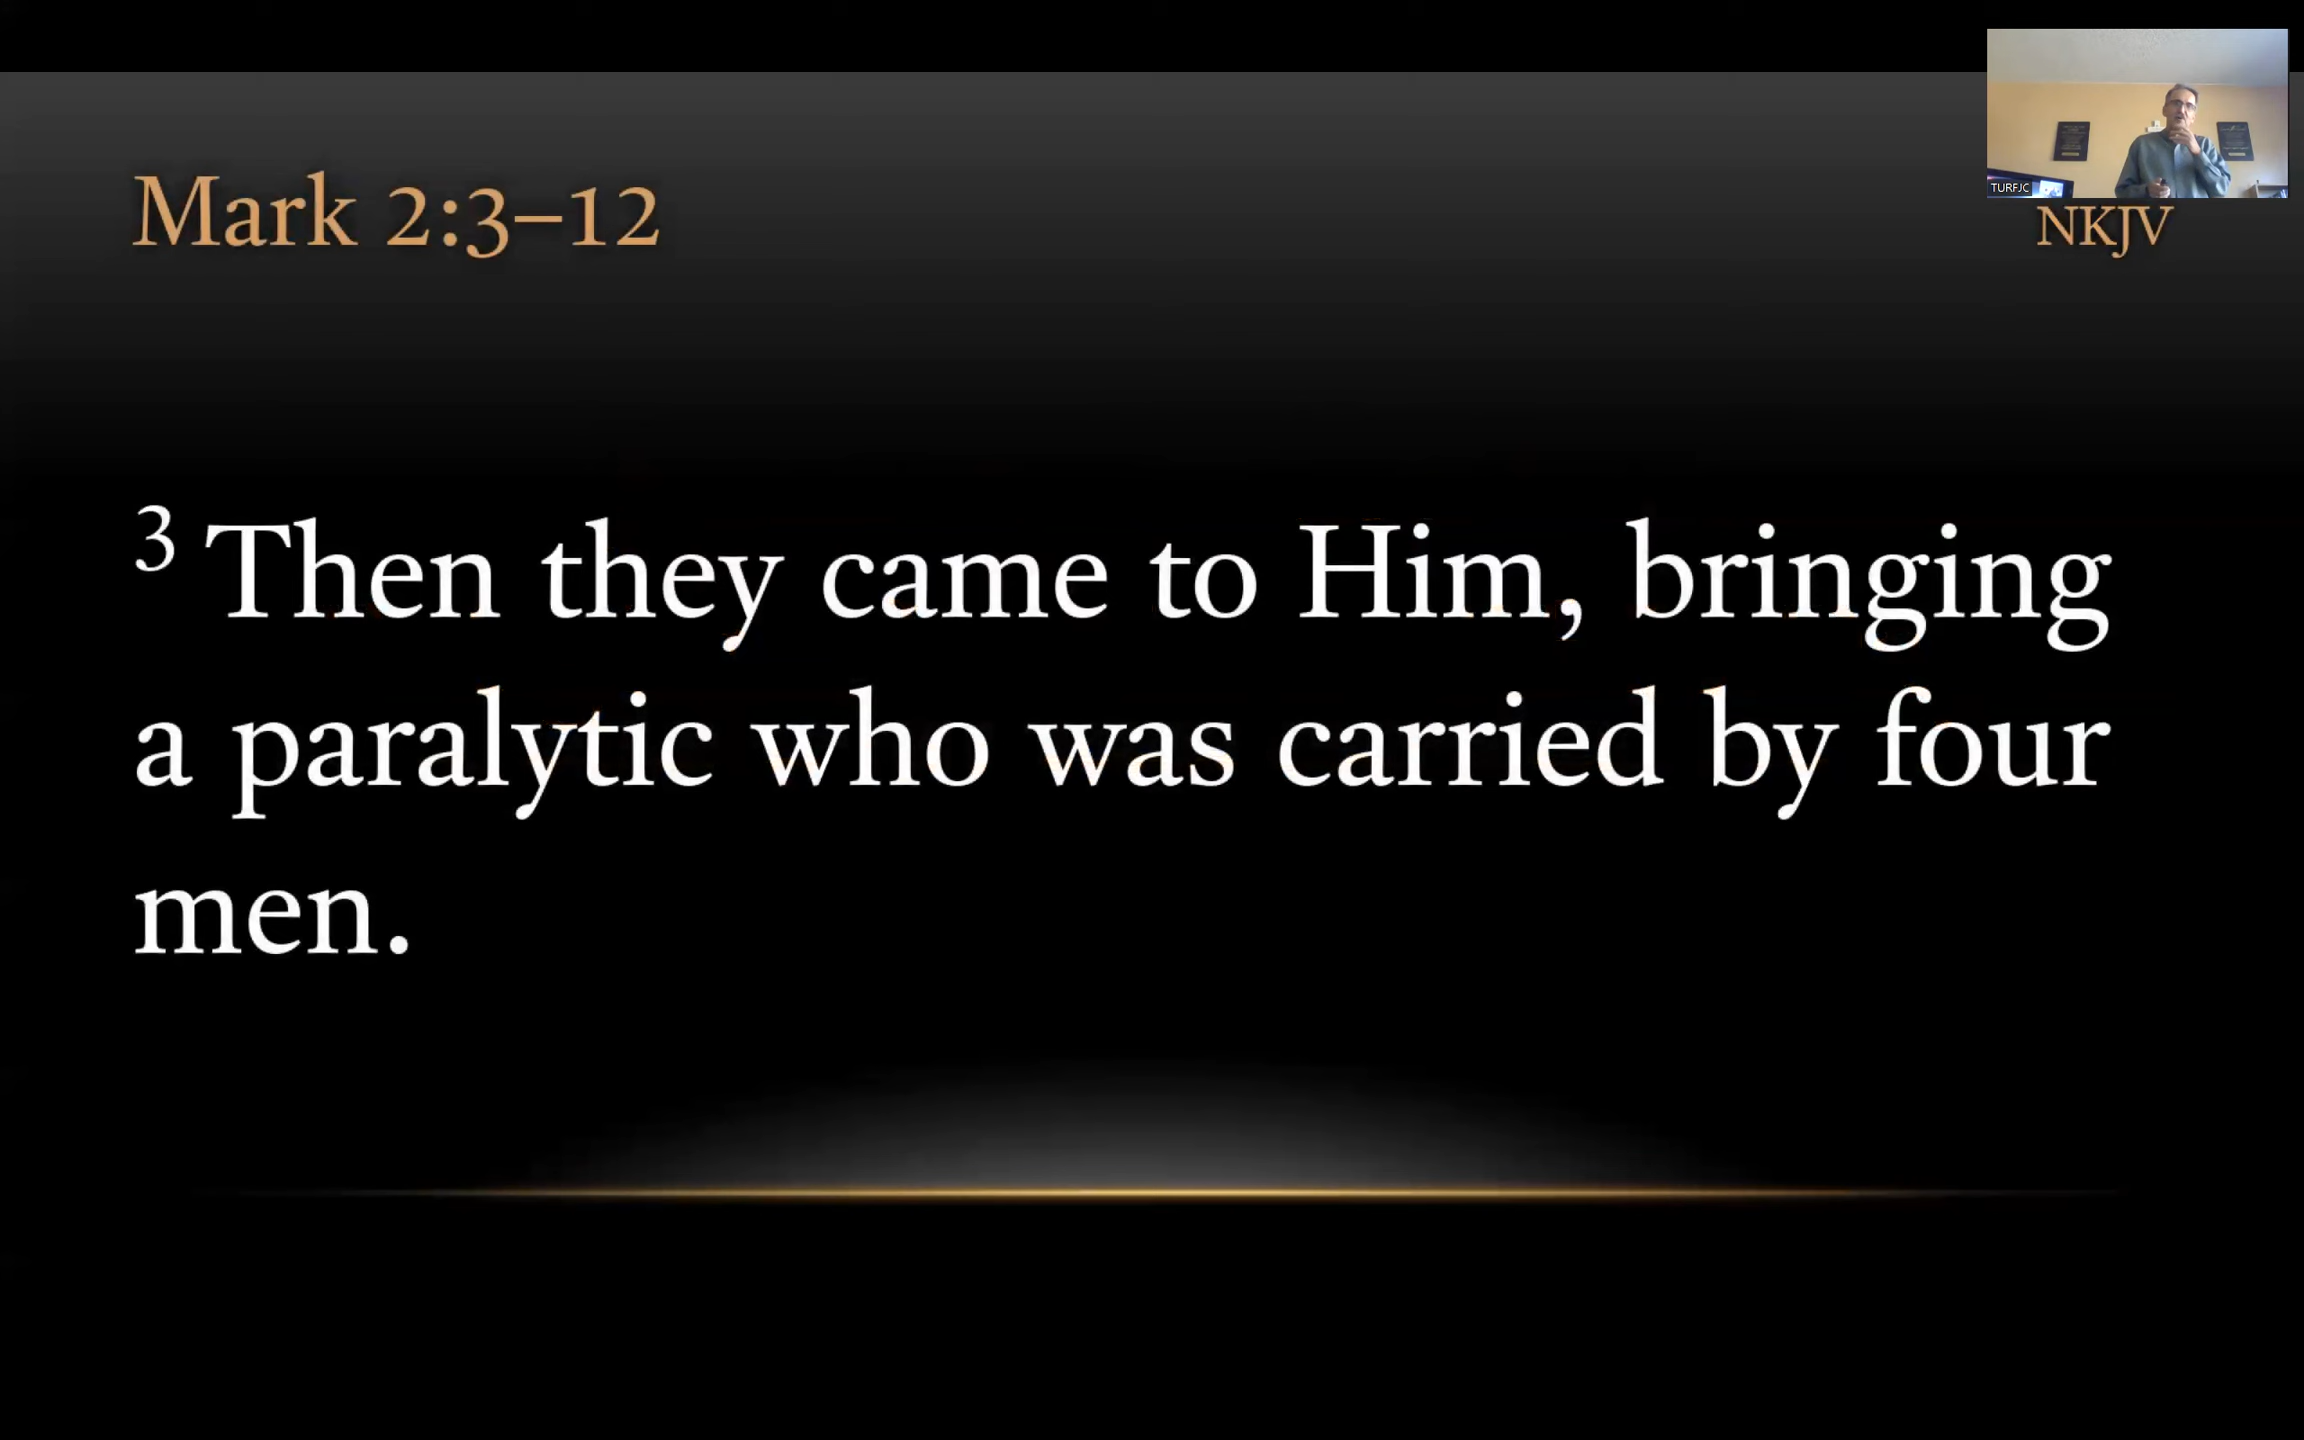 Mark 2:3–12
TURFJC
NKJV
3 Then they came to Him, bringing
a paralytic who was carried by four
men.